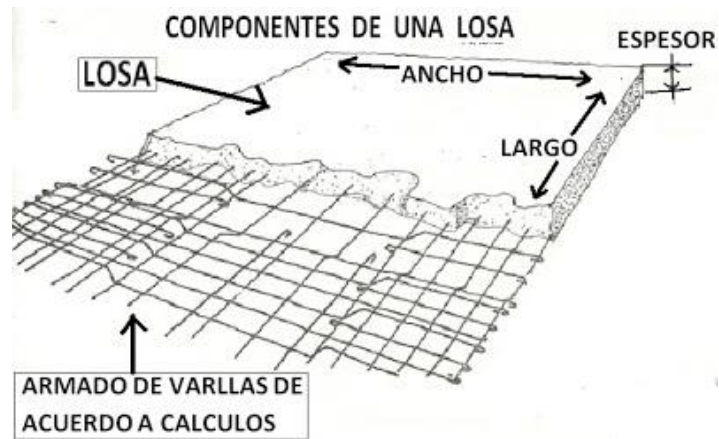 COMPONENTES DE UNA LOSA
ESPESOR
LOSA
ANCHO
LARGO
ARMADO DE VARLLAS DE
ACUERDO A CALCULOS